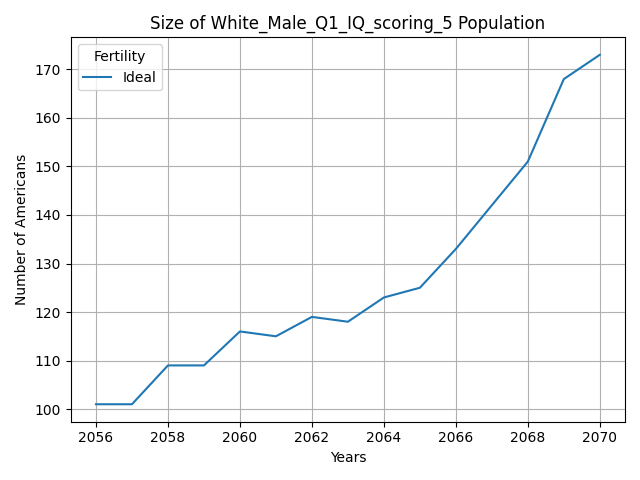 Size of White_Male_Q1_IQ_scoring_5 Population
Fertility
Ideal
Number of Americans
170
160
150
140
130
120
110
100
2056 2058 2060 2062 2064 2066 2068 2070
Years